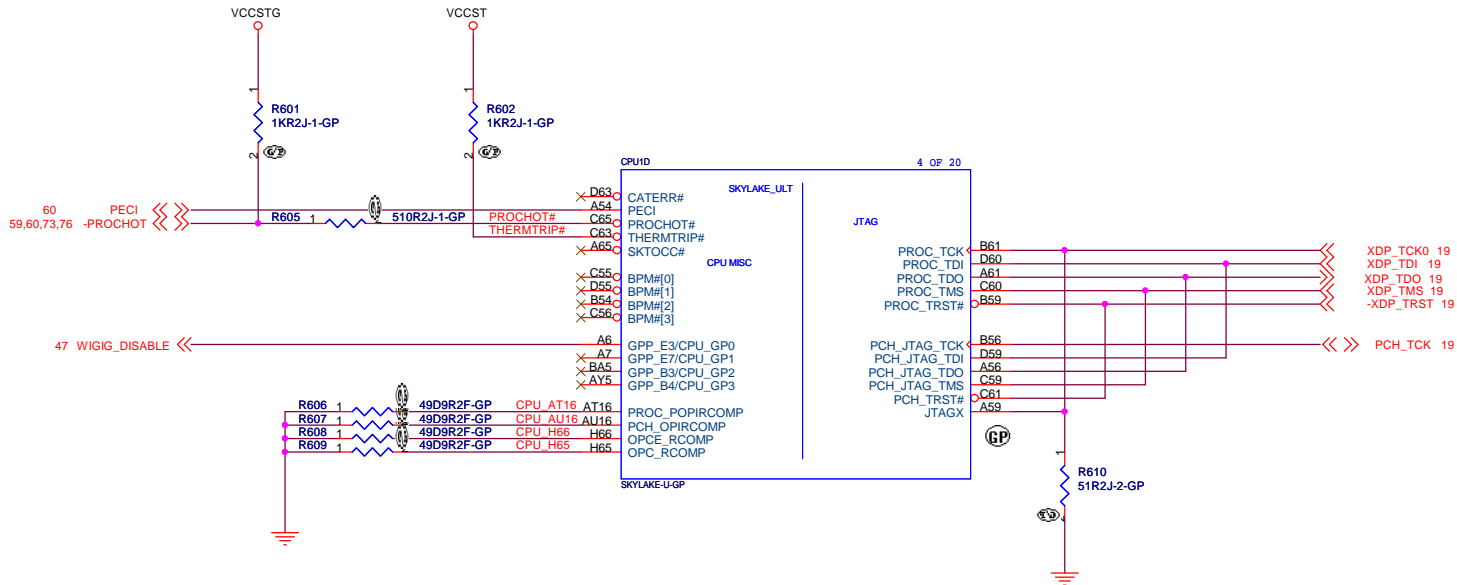 VCCSTG VCCST
1 1
R601 R602
1KR2J-1-GP 1KR2J-1-GP
2 2
CPU1D 4 OF 20
SKYLAKE_ULT
JTAG
CPU MISC
60 PECI
59,60,73,76 -PROCHOT
R605 1 510R2J-1-GP PROCHOT#
THERMTRIP#
D63 CATERR#
A54 PECI
C65 PROCHOT#
C63 THERMTRIP#
A65 SKTOCC#
C55 BPM#[0]
D55 BPM#[1]
B54 BPM#[2]
C56 BPM#[3]
47 WIGIG_DISABLE
A6 GPP_E3/CPU_GP0
A7 GPP_E7/CPU_GP1
BA5 GPP_B3/CPU_GP2
AY5 GPP_B4/CPU_GP3
R606 1 49D9R2F-GP CPU_AT16 AT16 PROC_POPIRCOMP
R607 1 49D9R2F-GP CPU_AU16 AU16 PCH_OPIRCOMP
R608 1 49D9R2F-GP CPU_H66 H66 OPCE_RCOMP
R609 1 49D9R2F-GP CPU_H65 H65 OPC_RCOMP
PROC_TCK B61 XDP_TCK0 19
PROC_TDI D60 XDP_TDI 19
PROC_TDO A61 XDP_TDO 19
PROC_TMS C60 XDP_TMS 19
PROC_TRST# B59 -XDP_TRST 19
PCH_JTAG_TCK B56 PCH_TCK 19
PCH_JTAG_TDI D59
PCH_JTAG_TDO A56
PCH_JTAG_TMS C59
PCH_TRST# C61
JTAGX A59
GP
1
R610
51R2J-2-GP
SKYLAKE-U-GP